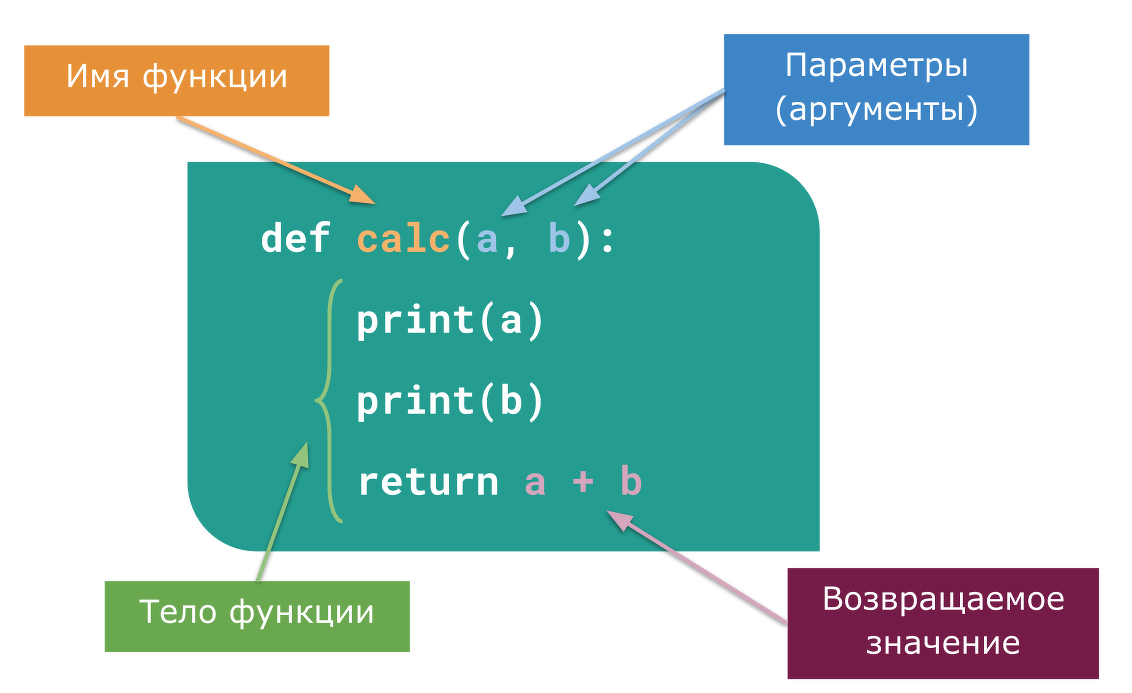 Имя функции
Параметры
(аргументы)
def calc(a, b):
print(a)
print(b)
return a + b
Тело функции
Возвращаемое
значение